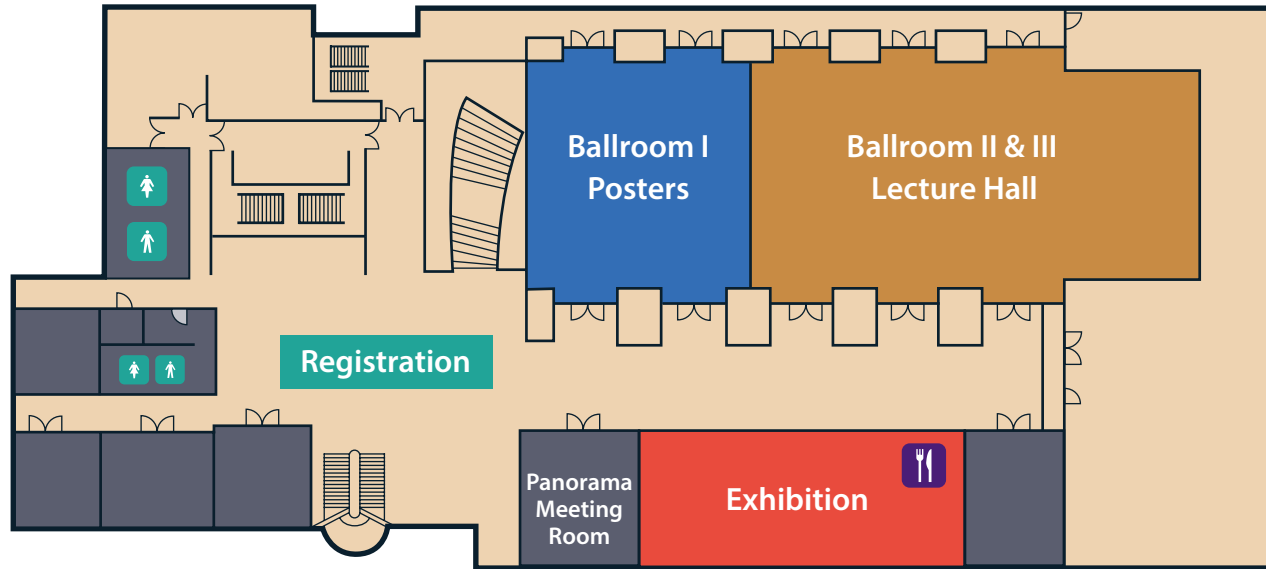 Ballroom I
Posters
Ballroom II & III
Lecture Hall
Registration
Panorama
Meeting
Room
Exhibition